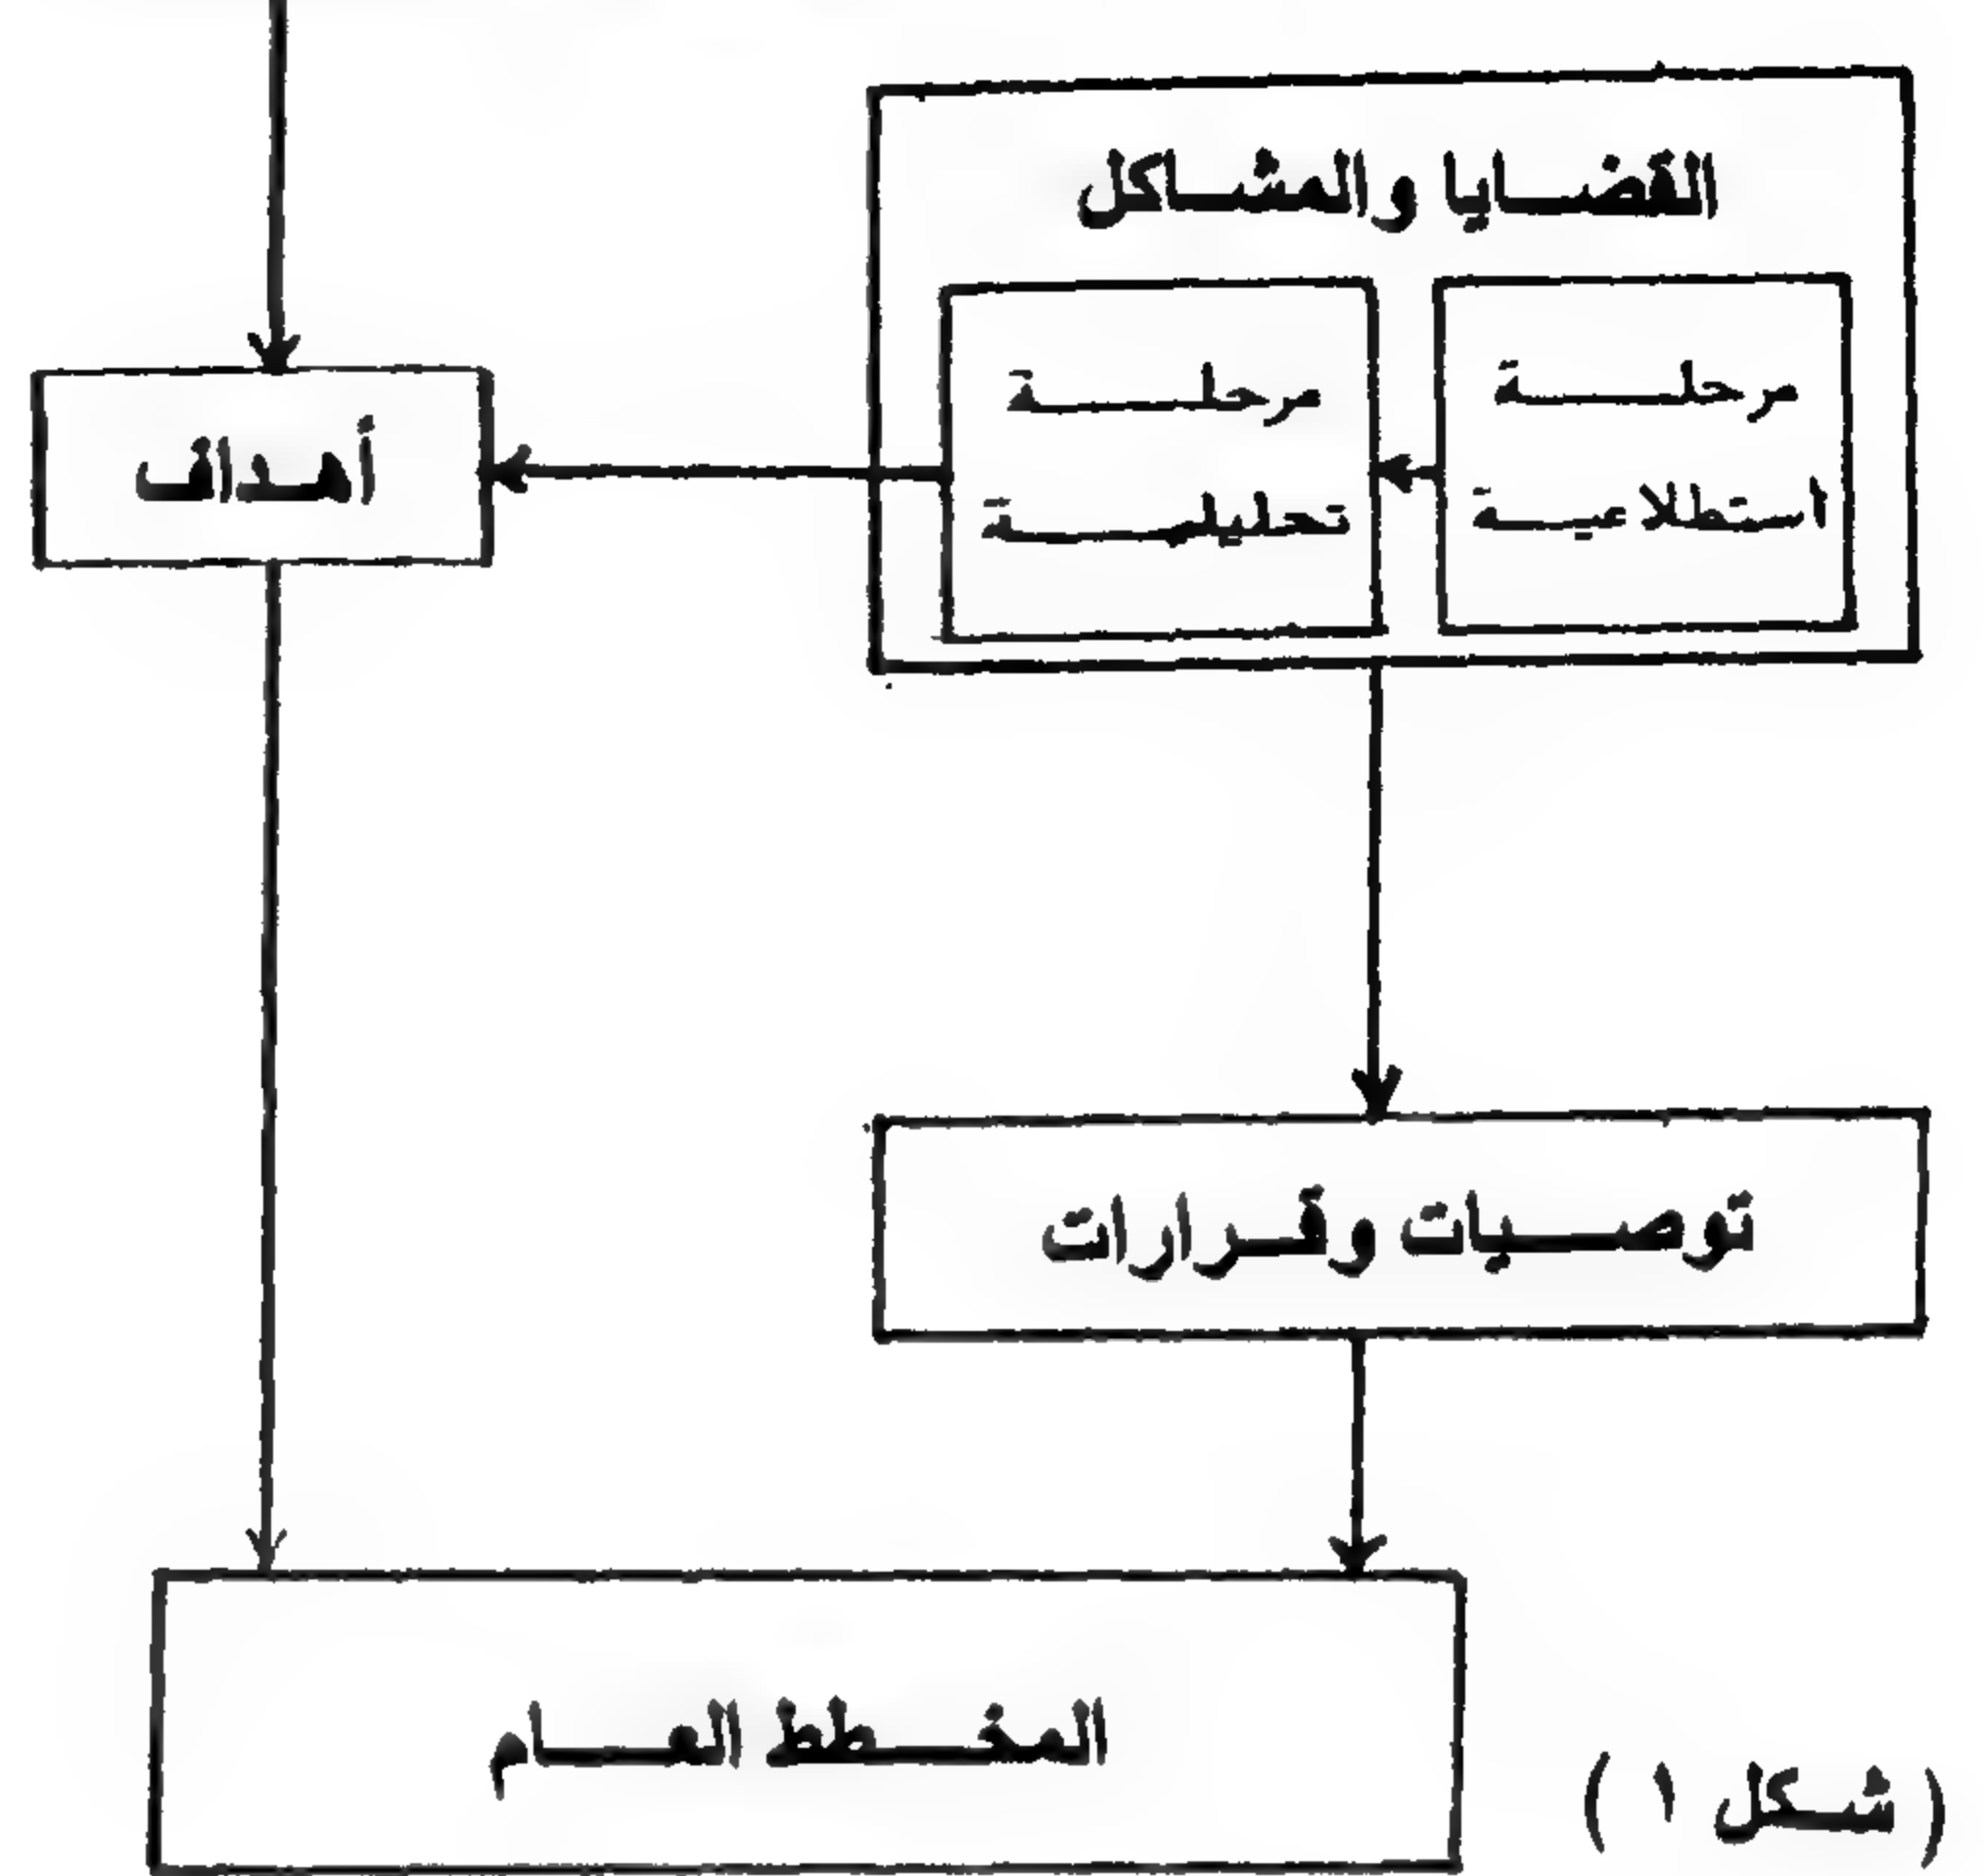 القضايا والمشاكل
مرحلة
استطلاعية
مرحلة
تحليلية
أهداف
توصيات وقرارات
المخطط العام
( شكل ١ )